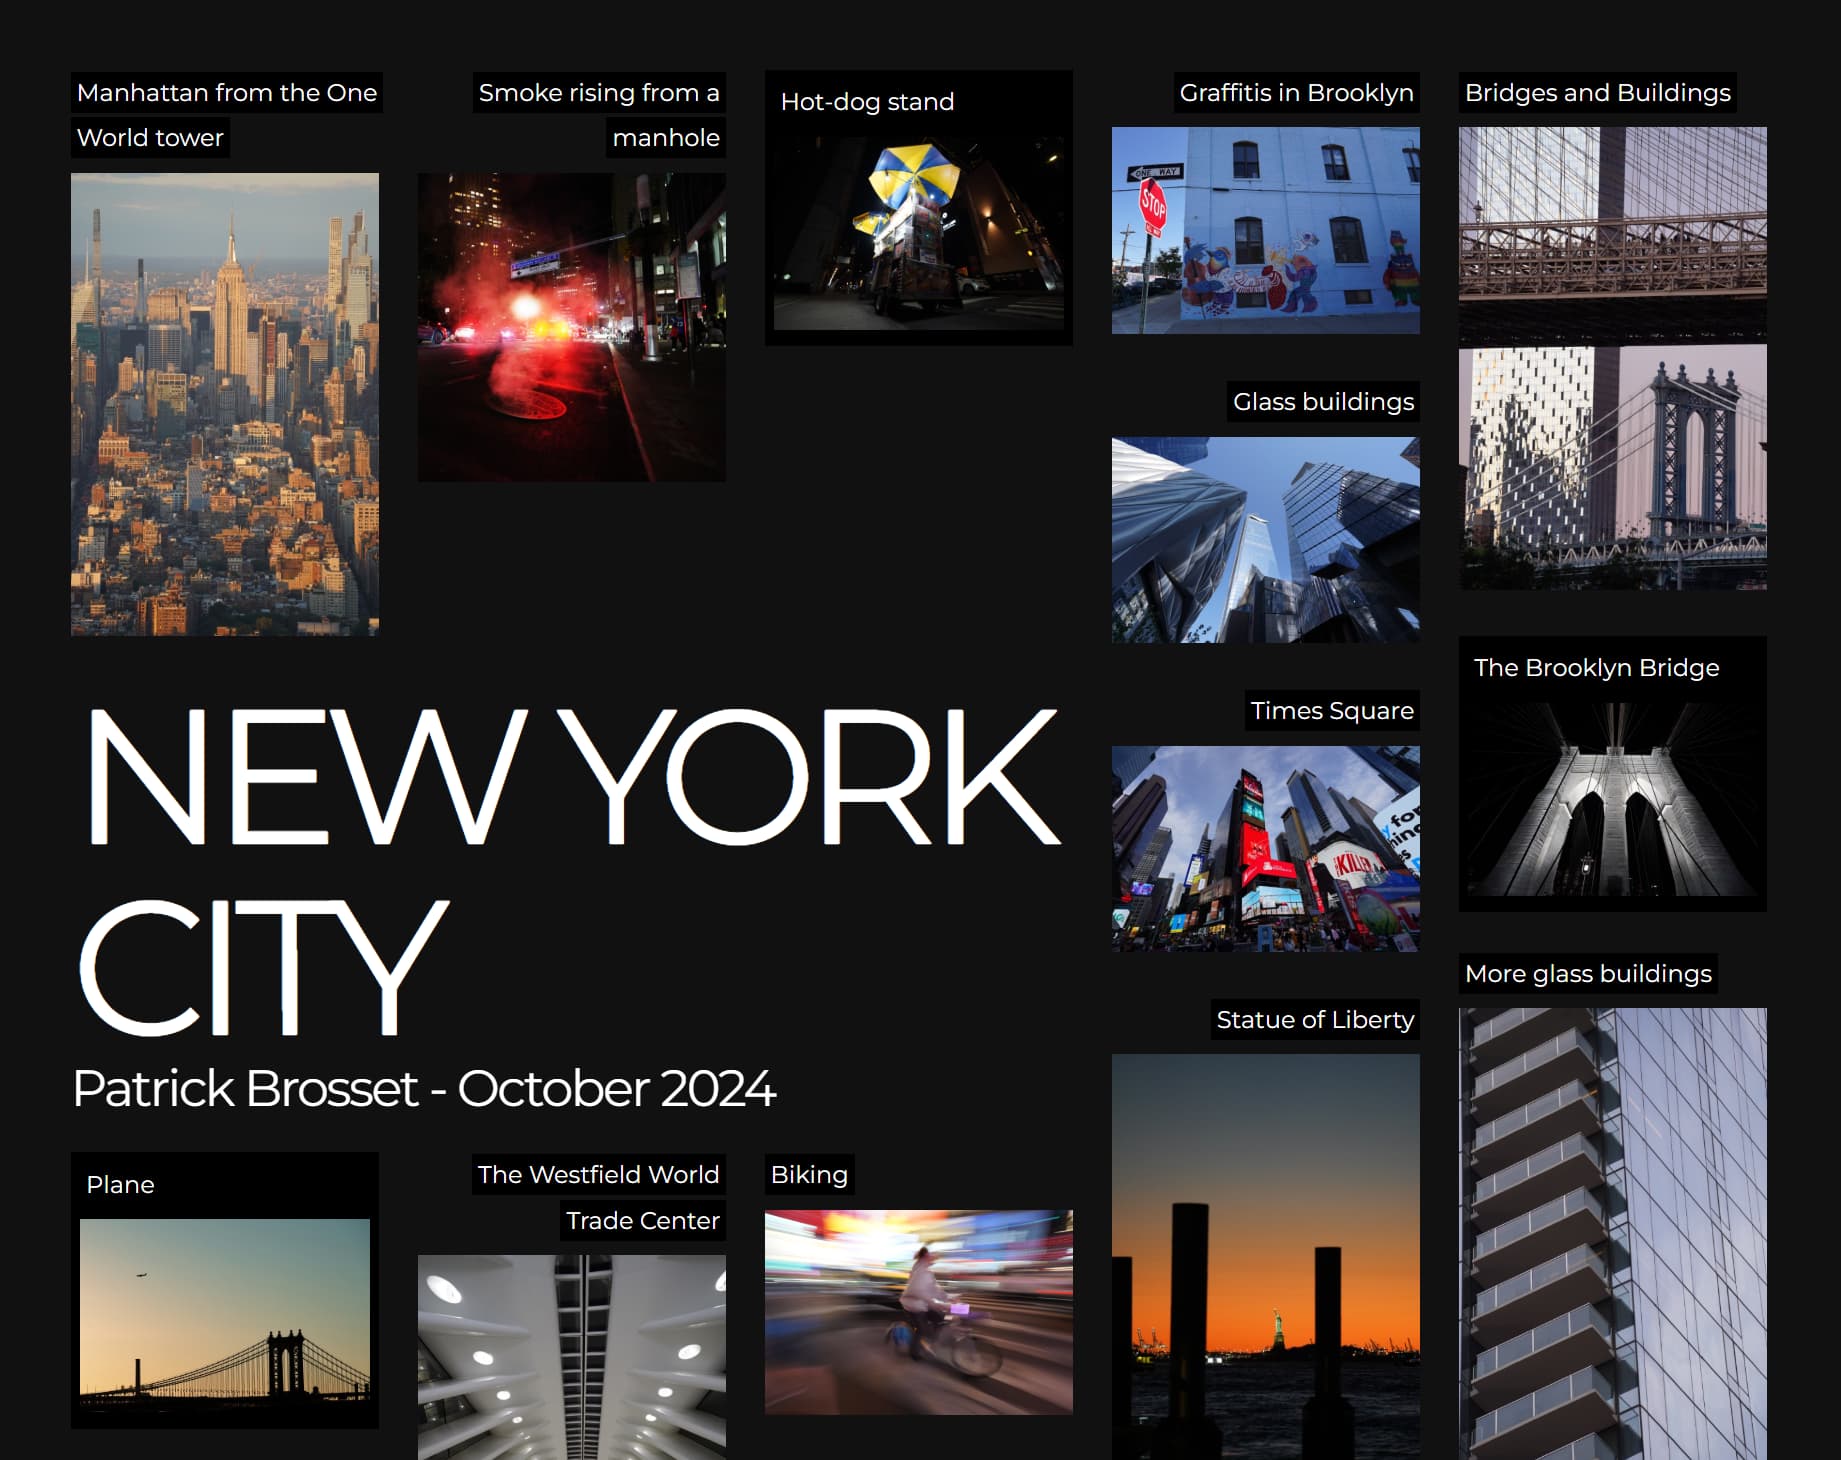 Manhattan from the One
World tower
Smoke rising from a
manhole
Hot-dog stand
Graffitis in Brooklyn
ONE WAY
STOP
Bridges and Buildings
Glass buildings
The Brooklyn Bridge
NEW YORK
CITY
Patrick Brosset - October 2024
Times Square
for
KILLER
More glass buildings
Statue of Liberty
Plane
The Westfield World
Trade Center
Biking